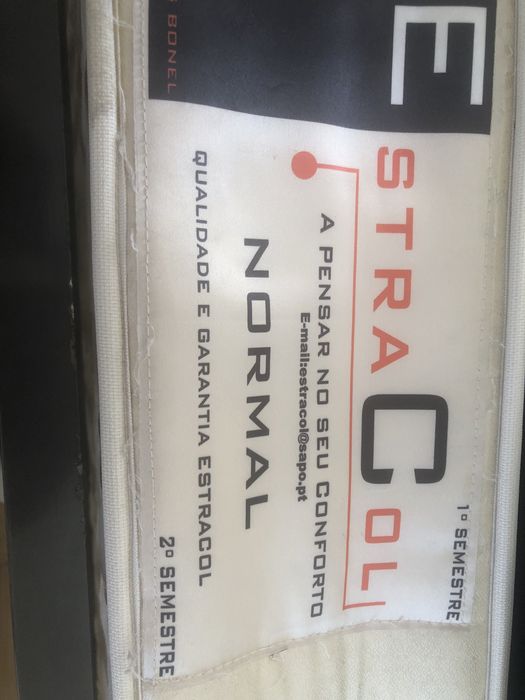 1º SEMESTRE
ESTRACOL
A PENSAR NO SEU CONFORTO
E-mail:estracol@sapo.pt
NORMAL
QUALIDADE E GARANTIA ESTRACOL
BONEL
2º SEMESTRE